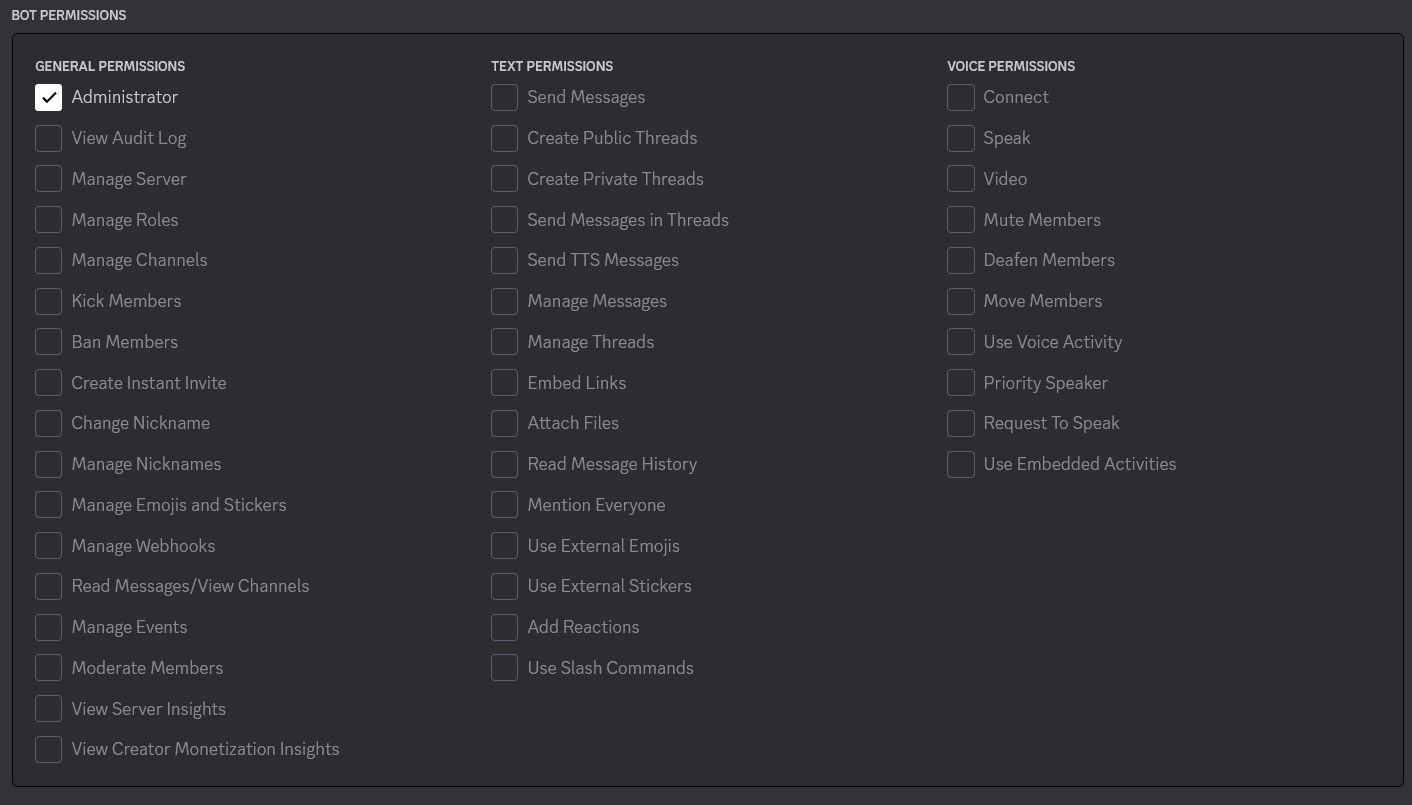 BOT PERMISSIONS
GENERAL PERMISSIONS
Administrator
View Audit Log
Manage Server
Manage Roles
Manage Channels
Kick Members
Ban Members
Create Instant Invite
Change Nickname
Manage Nicknames
Manage Emojis and Stickers
Manage Webhooks
Read Messages/View Channels
Manage Events
Moderate Members
View Server Insights
View Creator Monetization Insights
TEXT PERMISSIONS
Send Messages
Create Public Threads
Create Private Threads
Send Messages in Threads
Send TTS Messages
Manage Messages
Manage Threads
Embed Links
Attach Files
Read Message History
Mention Everyone
Use External Emojis
Use External Stickers
Add Reactions
Use Slash Commands
VOICE PERMISSIONS
Connect
Speak
Video
Mute Members
Deafen Members
Move Members
Use Voice Activity
Priority Speaker
Request To Speak
Use Embedded Activities